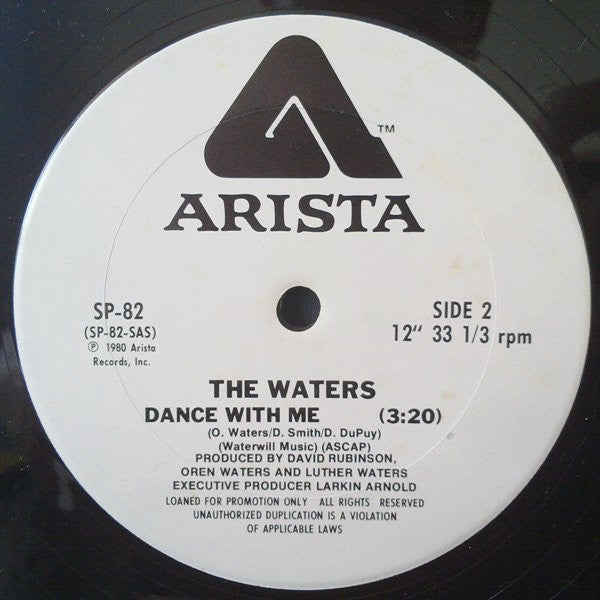 ™
ARISTA
SP-82
(SP-82-SAS)
℗ 1980 Arista
Records, Inc.
SIDE 2
12" 33 1/3 rpm
THE WATERS
DANCE WITH ME (3:20)
(O. Waters/D. Smith/D. DuPuy)
(Waterwill Music) (ASCAP)
PRODUCED BY DAVID RUBINSON,
OREN WATERS AND LUTHER WATERS
EXECUTIVE PRODUCER LARKIN ARNOLD
LOANED FOR PROMOTION ONLY ALL RIGHTS RESERVED
UNAUTHORIZED DUPLICATION IS A VIOLATION
OF APPLICABLE LAWS